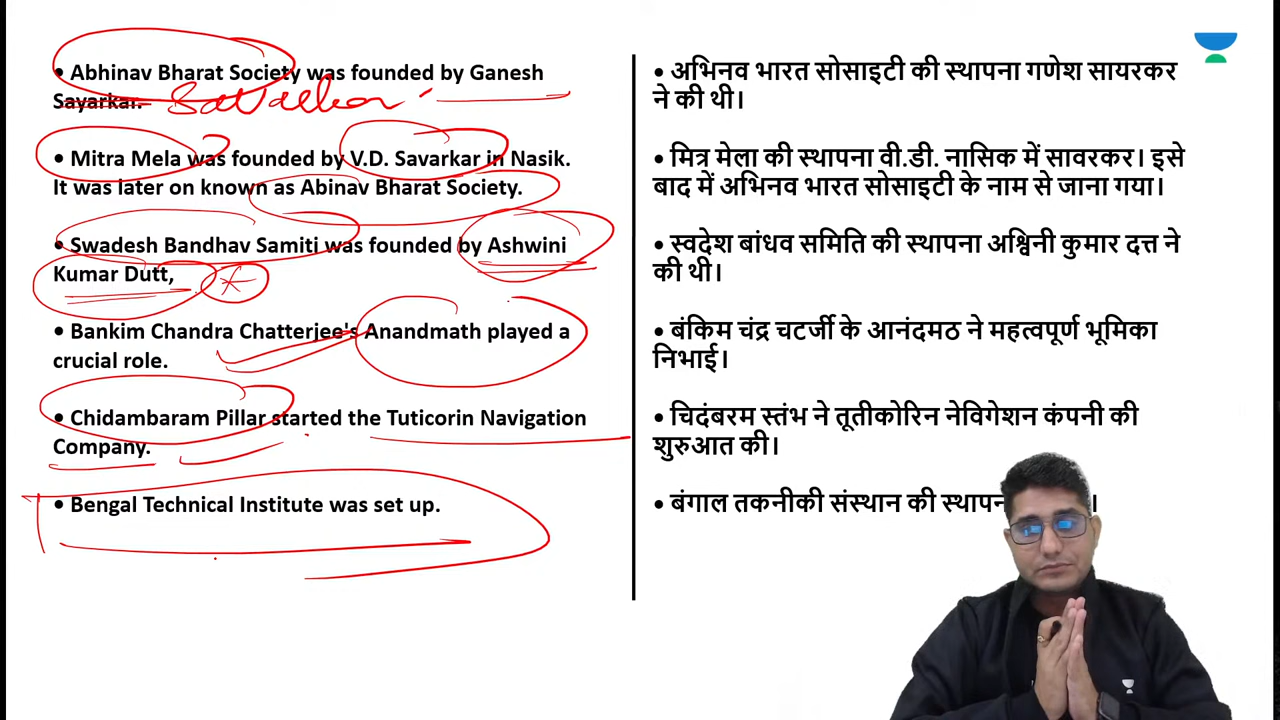 • Abhinav Bharat Society was founded by Ganesh
Sayarkar. Savarkar
• Mitra Mela was founded by V.D. Savarkar in Nasik.
It was later on known as Abinav Bharat Society.
• Swadesh Bandhav Samiti was founded by Ashwini
Kumar Dutt,
• Bankim Chandra Chatterjee's Anandmath played a
crucial role.
• Chidambaram Pillar started the Tuticorin Navigation
Company.
• Bengal Technical Institute was set up.
• अभिनव भारत सोसाइटी की स्थापना गणेश सायरकर
ने की थी।
• मित्र मेला की स्थापना वी.डी. नासिक में सावरकर। इसे
बाद में अभिनव भारत सोसाइटी के नाम से जाना गया।
• स्वदेश बांधव समिति की स्थापना अश्विनी कुमार दत्त ने
की थी।
• बंकिम चंद्र चटर्जी के आनंदमठ ने महत्वपूर्ण भूमिका
निभाई।
• चिदंबरम स्तंभ ने तूतीकोरिन नेविगेशन कंपनी की
शुरुआत की।
• बंगाल तकनीकी संस्थान की